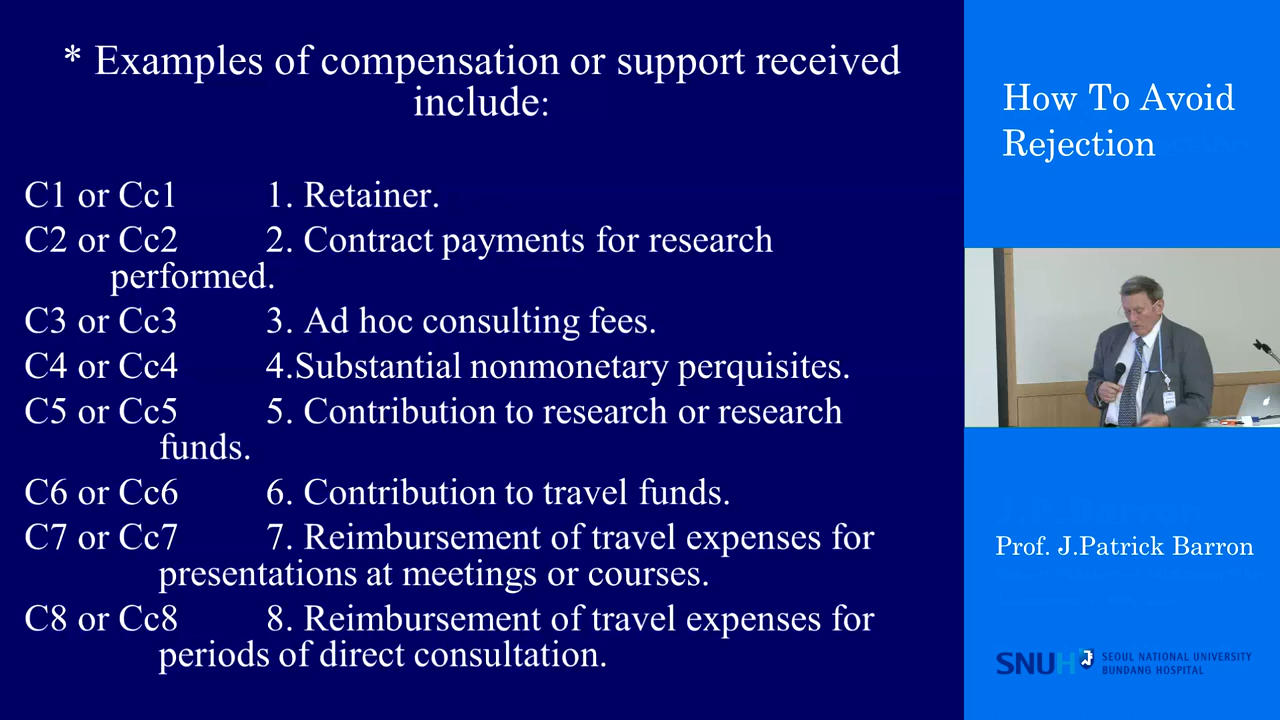 * Examples of compensation or support received
include:
C1 or Cc1 1. Retainer.
C2 or Cc2 2. Contract payments for research
performed.
C3 or Cc3 3. Ad hoc consulting fees.
C4 or Cc4 4.Substantial nonmonetary perquisites.
C5 or Cc5 5. Contribution to research or research
funds.
C6 or Cc6 6. Contribution to travel funds.
C7 or Cc7 7. Reimbursement of travel expenses for
presentations at meetings or courses.
C8 or Cc8 8. Reimbursement of travel expenses for
periods of direct consultation.
How To Avoid
Rejection
Prof. J.Patrick Barron
SNUH
SEOUL NATIONAL UNIVERSITY
BUNDANG HOSPITAL